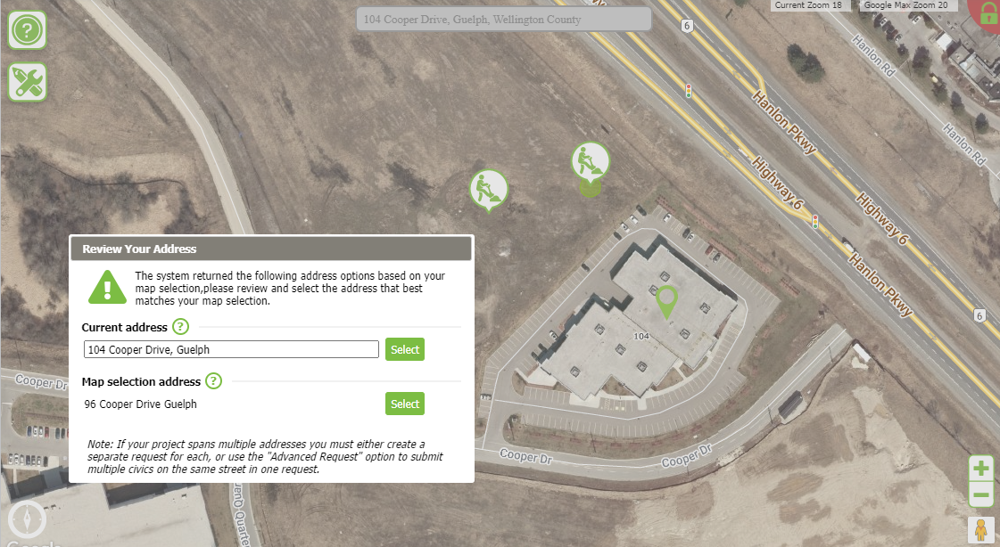 104 Cooper Drive, Guelph, Wellington County
Current Zoom 18
Google Max Zoom 20
6
Hanlon Rd
Hanlon Pkwy
Hanlon Rd
Highway 6
Highway 6
Hanlon Pkwy
6
Review Your Address
The system returned the following address options based on your
map selection,please review and select the address that best
matches your map selection.
Current address ?
104 Cooper Drive, Guelph
Select
Map selection address ?
96 Cooper Drive Guelph
Select
Note: If your project spans multiple addresses you must either create a
separate request for each, or use the "Advanced Request" option to submit
multiple civics on the same street in one request.
104
Cooper Dr
Cooper Dr
Cooper Dr
Google